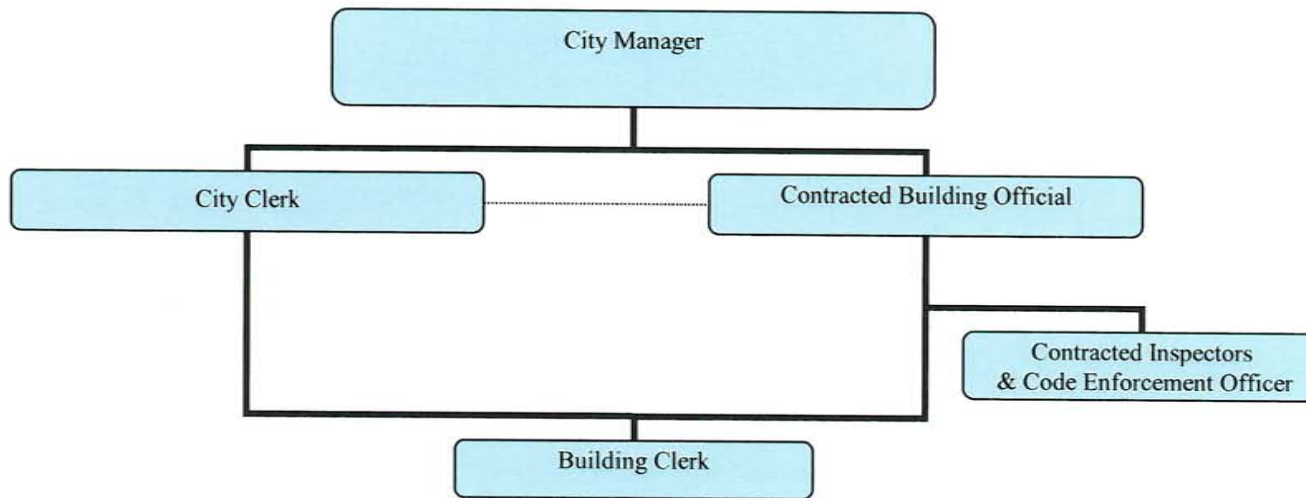 City Manager
City Clerk
Contracted Building Official
Contracted Inspectors
& Code Enforcement Officer
Building Clerk